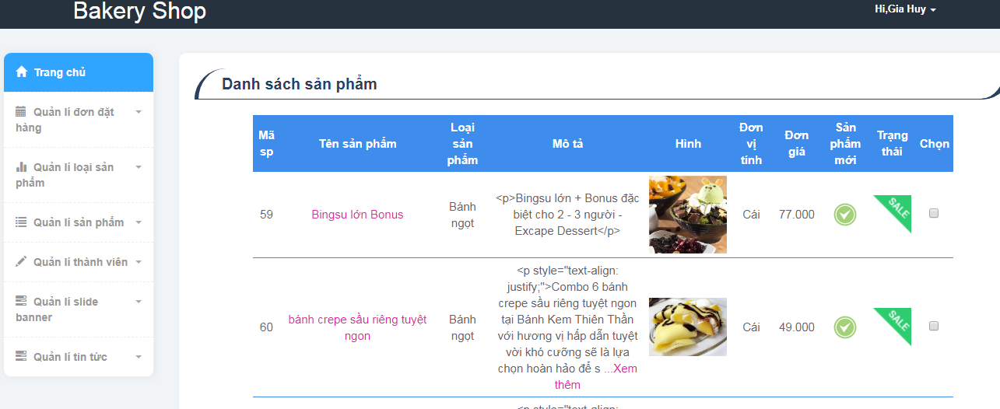 Bakery Shop
Hi,Gia Huy
Trang chủ
Quản lí đơn đặt
hàng
Quản lí loại sản
phẩm
Quản lí sản phẩm
Quản lí thành viên
Quản lí slide
banner
Quản lí tin tức
Danh sách sản phẩm
Mã
sp
Tên sản phẩm
Loại
sản
phẩm
Mô tả
Hình
Đơn
vị
tính
Đơn
giá
Sản
phẩm
mới
Trạng
thái
Chọn
59
Bingsu lớn Bonus
Bánh
ngọt
<p>Bingsu lớn + Bonus đặc
biệt cho 2 - 3 người -
Excape Dessert</p>
Cái
77.000
SALE
60
bánh crepe sầu riêng tuyệt
ngon
Bánh
ngọt
<p style="text-align:
justify;">Combo 6 bánh
crepe sầu riêng tuyệt ngon
tại Bánh Kem Thiên Thần
với hương vị hấp dẫn tuyệt
vời khó cưỡng sẽ là lựa
chọn hoàn hảo để s ...Xem
thêm
Cái
49.000
SALE
<p style="text-align: